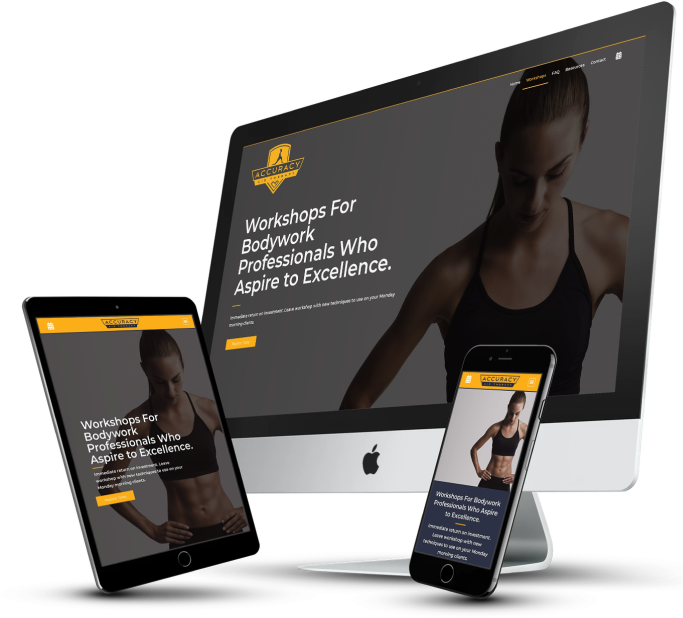 Home Workshops FAQ Resources Contact
ACCURACY
Workshops For
Bodywork
Professionals Who
Aspire to Excellence.
Immediate return on investment. Leave workshop with new techniques to use on your Monday
morning clients.
ACCURACY
Workshops For
Bodywork
Professionals Who
Aspire to Excellence.
Immediate return on investment. Leave
workshop with new techniques to use on your
Monday morning clients.
ACCURACY
Workshops For Bodywork
Professionals Who Aspire
to Excellence.
Immediate return on investment.
Leave workshop with new
techniques to use on your Monday
morning clients.